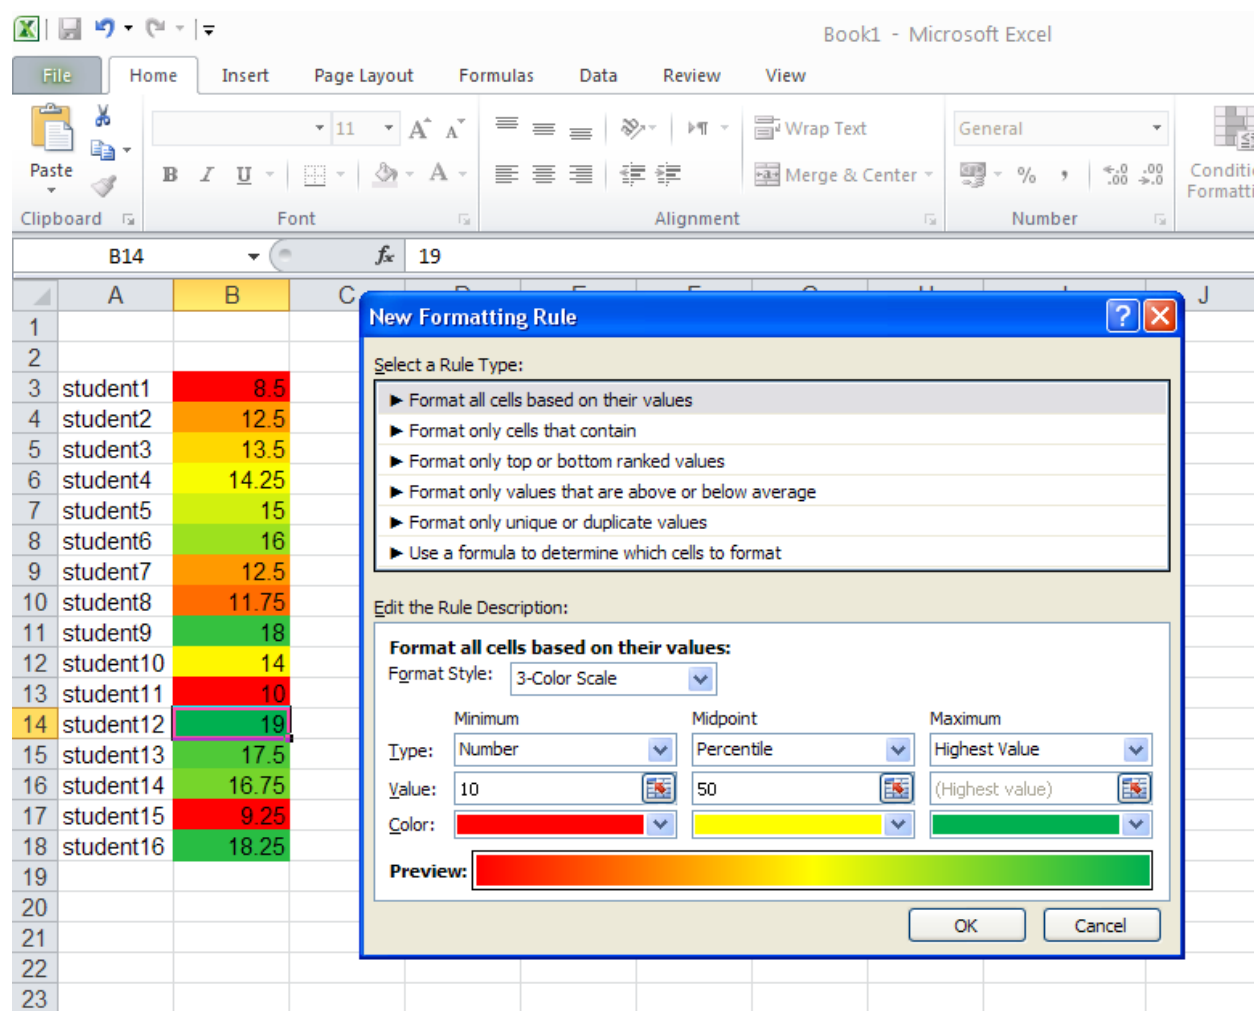 Book1 - Microsoft Excel
File Home Insert Page Layout Formulas Data Review View
11 A A Wrap Text General
Paste B I U A Merge & Center % , .0 .00 .00 .0 Conditi
Formatti
Clipboard Font Alignment Number
B14 fx 19
A B C J
1
2
3 student1 8.5
4 student2 12.5
5 student3 13.5
6 student4 14.25
7 student5 15
8 student6 16
9 student7 12.5
10 student8 11.75
11 student9 18
12 student10 14
13 student11 10
14 student12 19
15 student13 17.5
16 student14 16.75
17 student15 9.25
18 student16 18.25
19
20
21
22
23
New Formatting Rule ?
Select a Rule Type:
► Format all cells based on their values
► Format only cells that contain
► Format only top or bottom ranked values
► Format only values that are above or below average
► Format only unique or duplicate values
► Use a formula to determine which cells to format
Edit the Rule Description:
Format all cells based on their values:
Format Style: 3-Color Scale
Minimum Midpoint Maximum
Type: Number Percentile Highest Value
Value: 10 50 (Highest value)
Color:
Preview:
OK Cancel